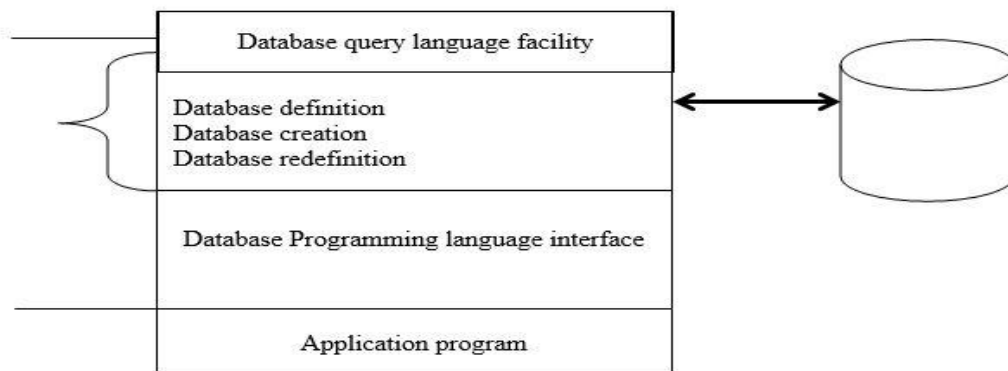 Database query language facility
Database definition
Database creation
Database redefinition
Database Programming language interface
Application program